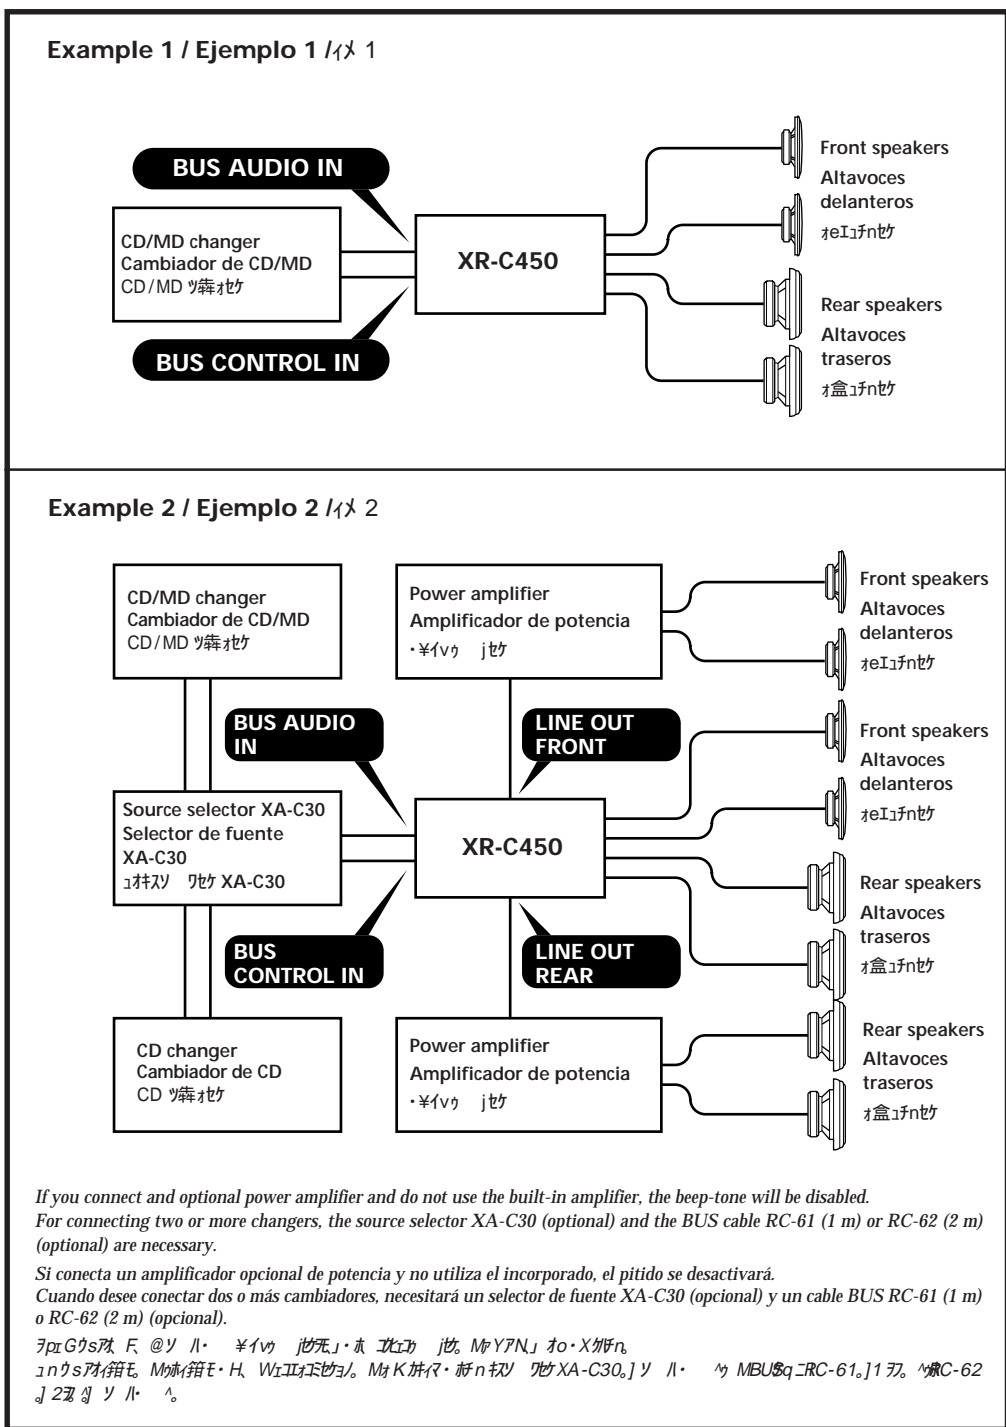 Example 1 / Ejemplo 1 /ｨﾒ 1
BUS AUDIO IN
CD/MD changer
Cambiador de CD/MD
CD/MD
BUS CONTROL IN
XR-C450
Front speakers
Altavoces
delanteros
Rear speakers
Altavoces
traseros
Example 2 / Ejemplo 2 /ｨﾒ 2
CD/MD changer
Cambiador de CD/MD
CD/MD
Power amplifier
Amplificador de potencia
Front speakers
Altavoces
delanteros
BUS AUDIO
IN
LINE OUT
FRONT
Front speakers
Altavoces
delanteros
Source selector XA-C30
Selector de fuente
XA-C30
XA-C30
XR-C450
Rear speakers
Altavoces
traseros
BUS
CONTROL IN
LINE OUT
REAR
CD changer
Cambiador de CD
CD
Power amplifier
Amplificador de potencia
Rear speakers
Altavoces
traseros
If you connect and optional power amplifier and do not use the built-in amplifier, the beep-tone will be disabled.
For connecting two or more changers, the source selector XA-C30 (optional) and the BUS cable RC-61 (1 m) or RC-62 (2 m)
(optional) are necessary.
Si conecta un amplificador opcional de potencia y no utiliza el incorporado, el pitido se desactivará.
Cuando desee conectar dos o más cambiadores, necesitará un selector de fuente XA-C30 (opcional) y un cable BUS RC-61 (1 m)
o RC-62 (2 m) (opcional).